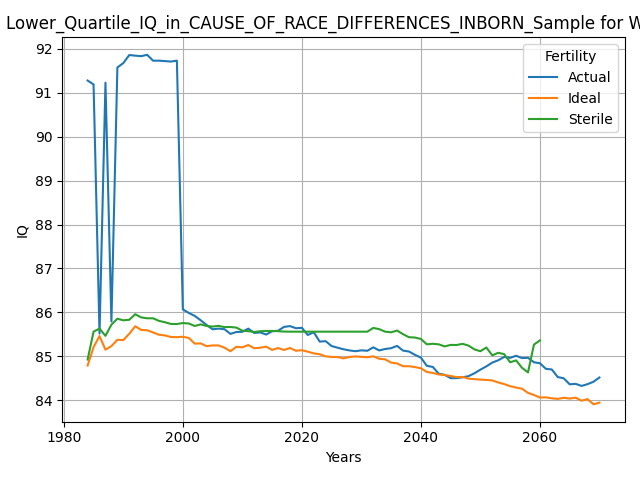 Lower_Quartile_IQ_in_CAUSE_OF_RACE_DIFFERENCES_INBORN_Sample for W
Fertility
Actual
Ideal
Sterile
92
91
90
89
88
87
86
85
84
IQ
1980
2000
2020
2040
2060
Years